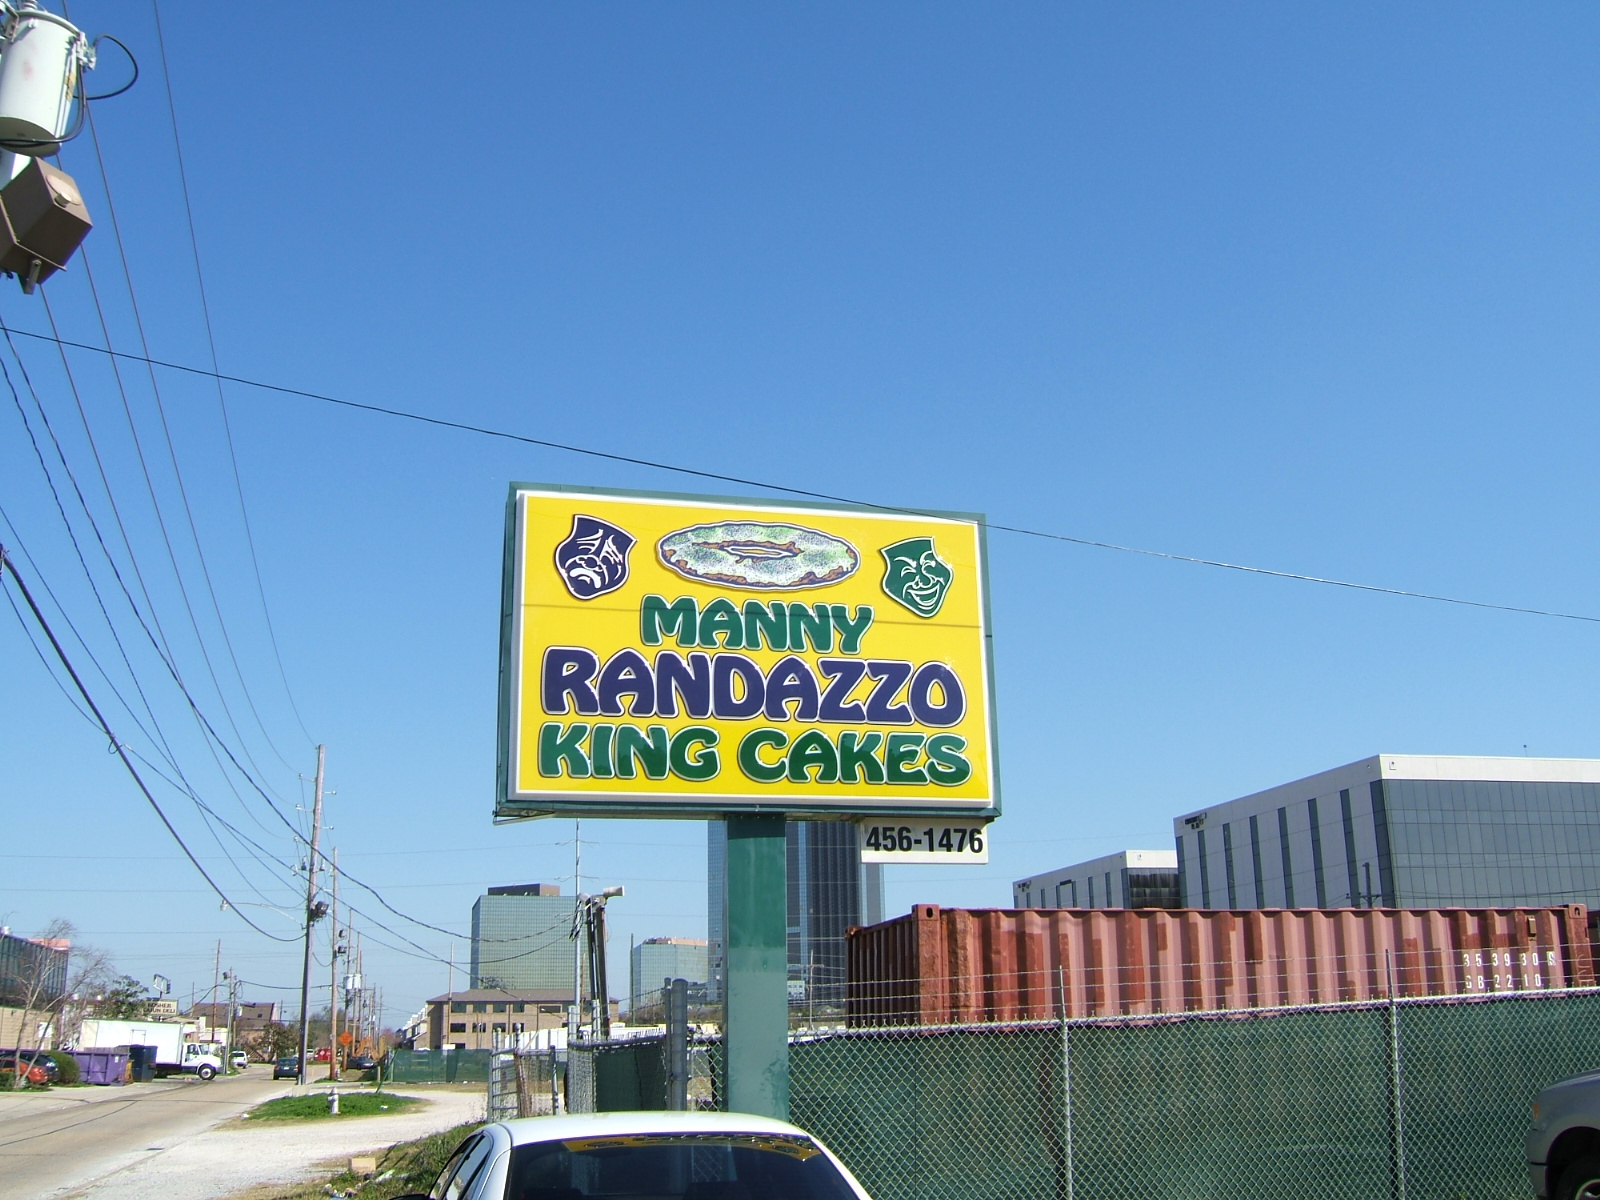 MANNY
RANDAZZO
KING CAKES
456-1476